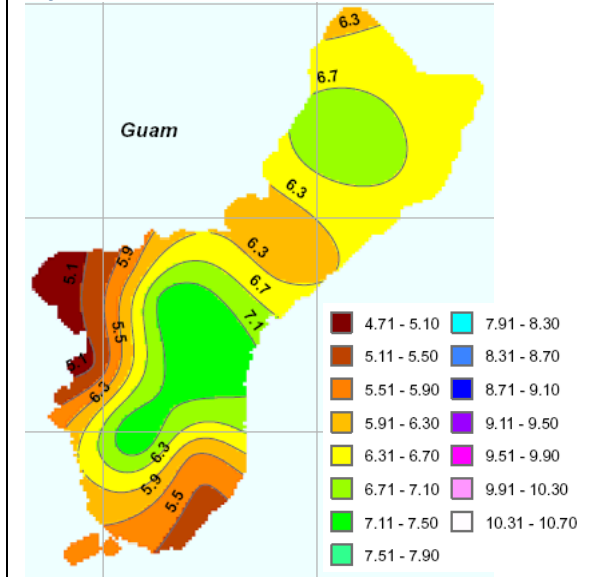 6.3
6.7
Guam
6.3
6.3
5.9
5.1
6.7
7.1
5.5
5.1
6.3
6.3
5.9
5.5
4.71 - 5.10
5.11 - 5.50
5.51 - 5.90
5.91 - 6.30
6.31 - 6.70
6.71 - 7.10
7.11 - 7.50
7.51 - 7.90
7.91 - 8.30
8.31 - 8.70
8.71 - 9.10
9.11 - 9.50
9.51 - 9.90
9.91 - 10.30
10.31 - 10.70